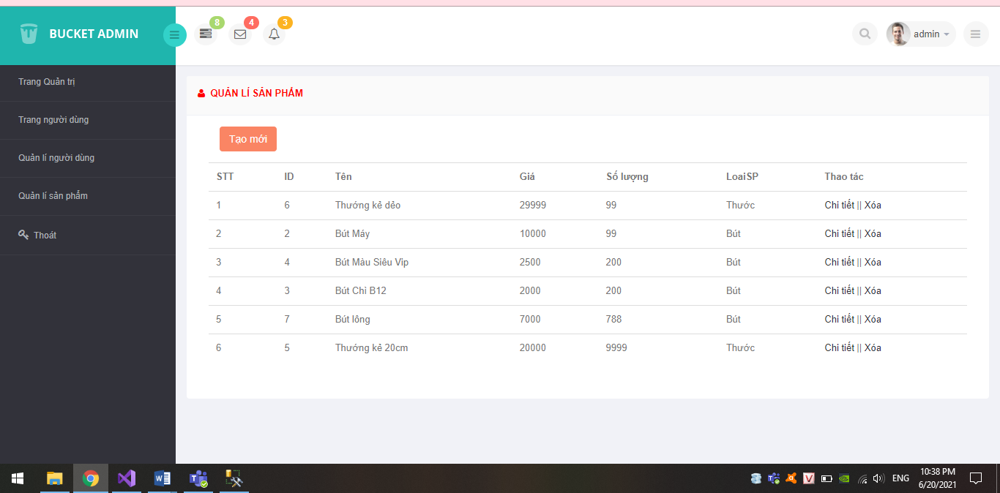 BUCKET ADMIN
8
4
3
admin
Trang Quản trị
Trang người dùng
Quản lí người dùng
Quản lí sản phẩm
Thoát
QUẢN LÍ SẢN PHẨM
Tạo mới
STT ID Tên Giá Số lượng LoaiSP Thao tác
1 6 Thướng kẻ dẻo 29999 99 Thước Chi tiết || Xóa
2 2 Bút Máy 10000 99 Bút Chi tiết || Xóa
3 4 Bút Màu Siêu Vip 2500 200 Bút Chi tiết || Xóa
4 3 Bút Chì B12 2000 200 Bút Chi tiết || Xóa
5 7 Bút lông 7000 788 Bút Chi tiết || Xóa
6 5 Thướng kẻ 20cm 20000 9999 Thước Chi tiết || Xóa
ENG
10:38 PM
6/20/2021